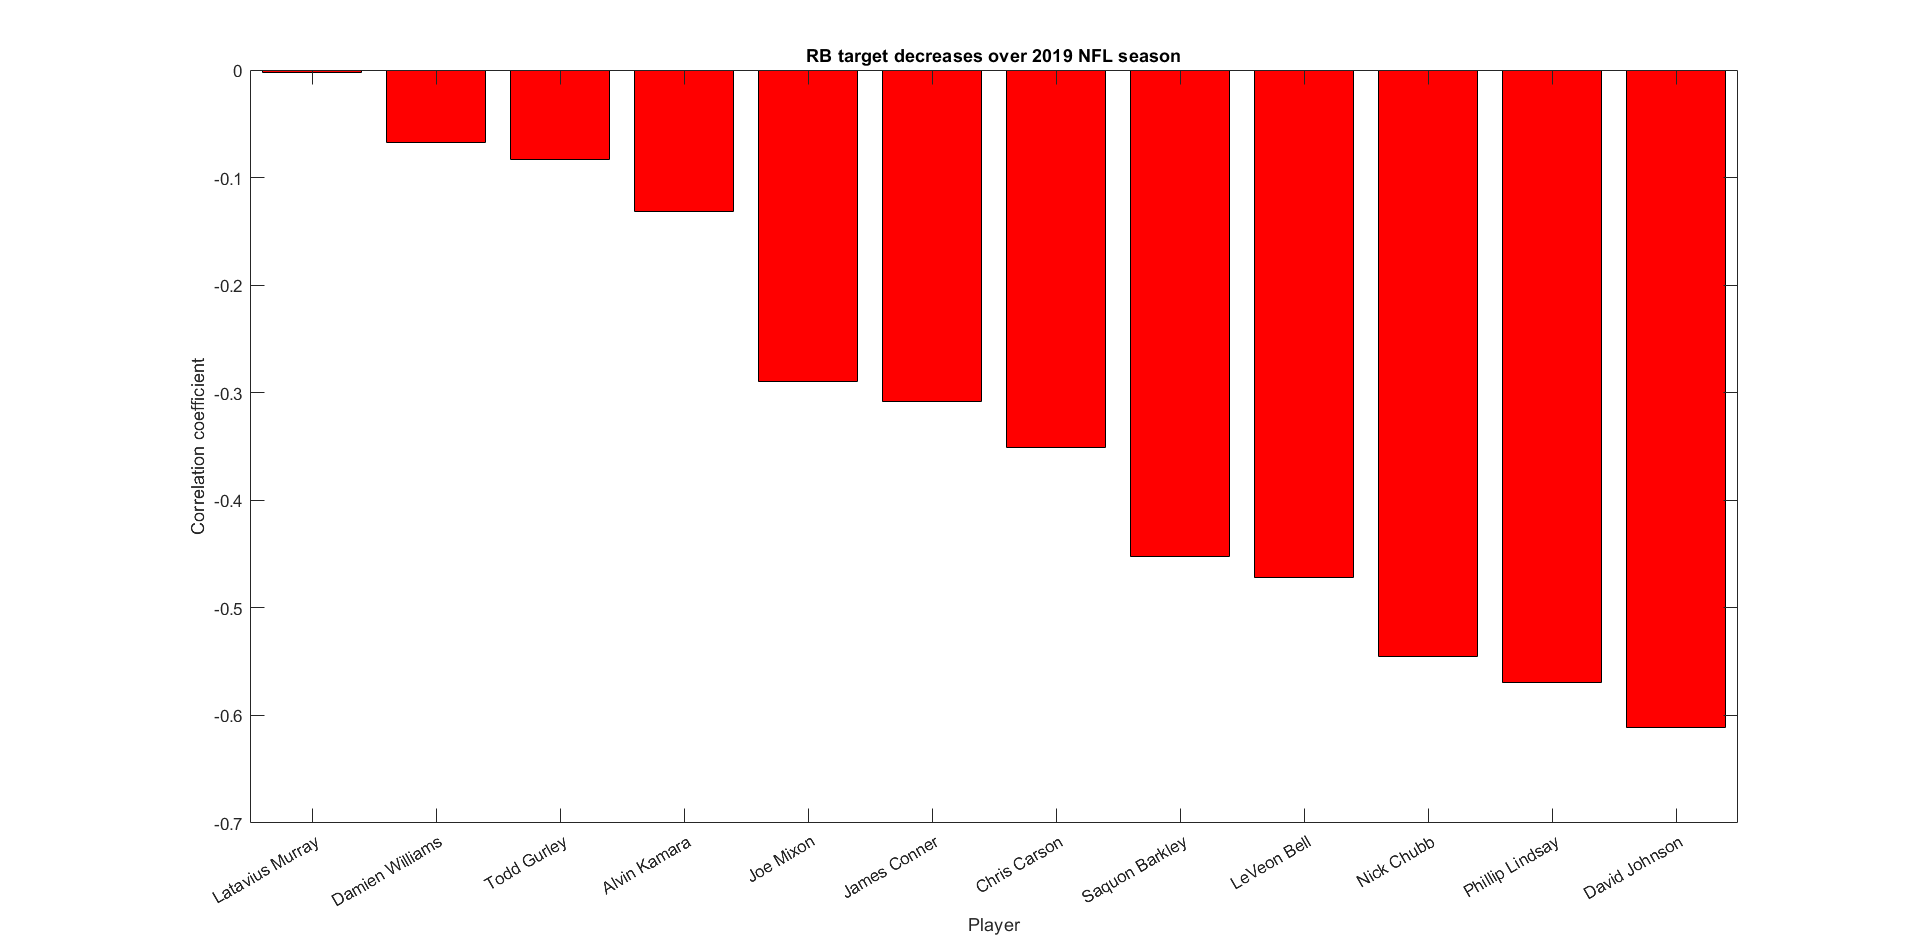 RB target decreases over 2019 NFL season
0
-0.1
-0.2
-0.3
-0.4
-0.5
-0.6
-0.7
Correlation coefficient
Latavius Murray
Damien Williams
Todd Gurley
Alvin Kamara
Joe Mixon
James Conner
Chris Carson
Saquon Barkley
LeVeon Bell
Nick Chubb
Phillip Lindsay
David Johnson
Player